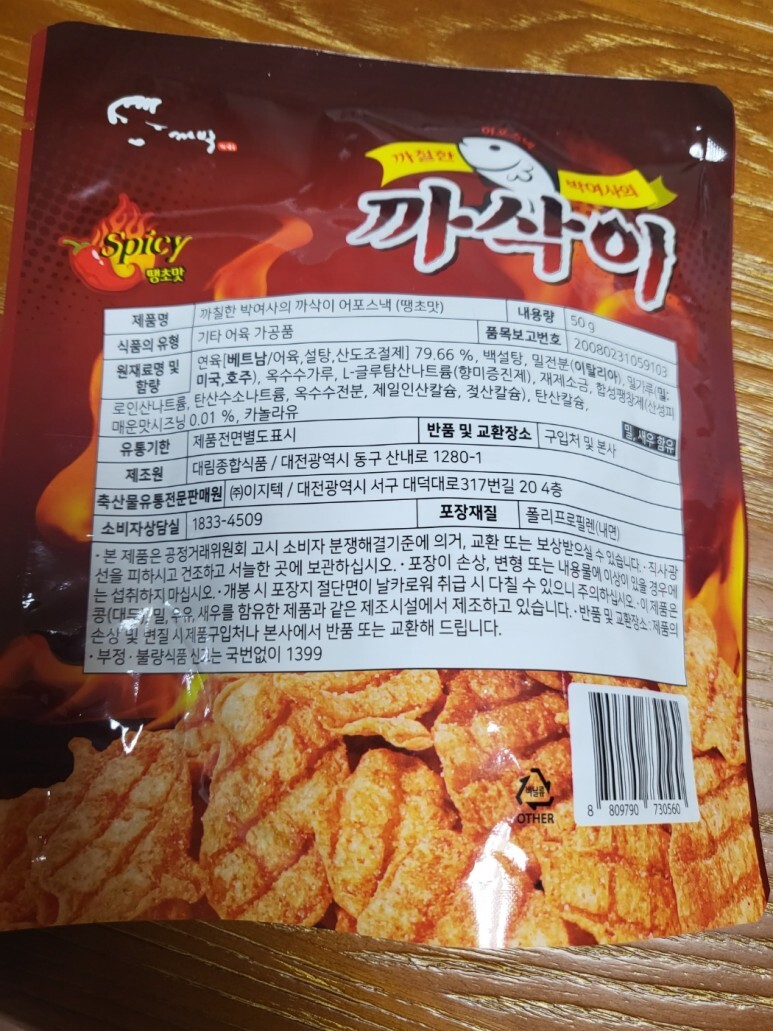 까박
어포스낵
까칠한
박여사의
까삭이
Spicy
땡초맛
제품명 까칠한 박여사의 까삭이 어포스낵 (땡초맛) 내용량 50 g
식품의 유형 기타 어육 가공품 품목보고번호 20080231059103
원재료명 및 함량 연육[베트남/어육,설탕,산도조절제] 79.66 %, 백설탕, 밀전분(이탈리아), 밀가루(밀:
미국,호주), 옥수수가루, L-글루탐산나트륨(향미증진제), 재제소금, 합성팽창제(산성피
로인산나트륨, 탄산수소나트륨, 옥수수전분, 제일인산칼슘, 젖산칼슘), 탄산칼슘,
매운맛시즈닝 0.01 %, 카놀라유
밀, 새우 함유
유통기한 제품전면별도표시 반품 및 교환장소 구입처 및 본사
제조원 대림종합식품 / 대전광역시 동구 산내로 1280-1
축산물유통전문판매원 ㈜이지텍 / 대전광역시 서구 대덕대로317번길 20 4층
소비자상담실 1833-4509 포장재질 폴리프로필렌(내면)
· 본 제품은 공정거래위원회 고시 소비자 분쟁해결기준에 의거, 교환 또는 보상받으실 수 있습니다. · 직사광
선을 피하시고 건조하고 서늘한 곳에 보관하십시오. · 포장이 손상, 변형 또는 내용물에 이상이 있을 경우에
는 섭취하지 마십시오. · 개봉 시 포장지 절단면이 날카로워 취급 시 다칠 수 있으니 주의하십시오 · 이 제품은
콩(대두), 밀, 우유, 새우를 함유한 제품과 같은 제조시설에서 제조하고 있습니다. · 반품 및 교환장소 : 제품의
손상 및 변질 시 제품구입처나 본사에서 반품 또는 교환해 드립니다.
· 부정 · 불량식품 신고는 국번없이 1399
비닐류
OTHER
8 809790 730560